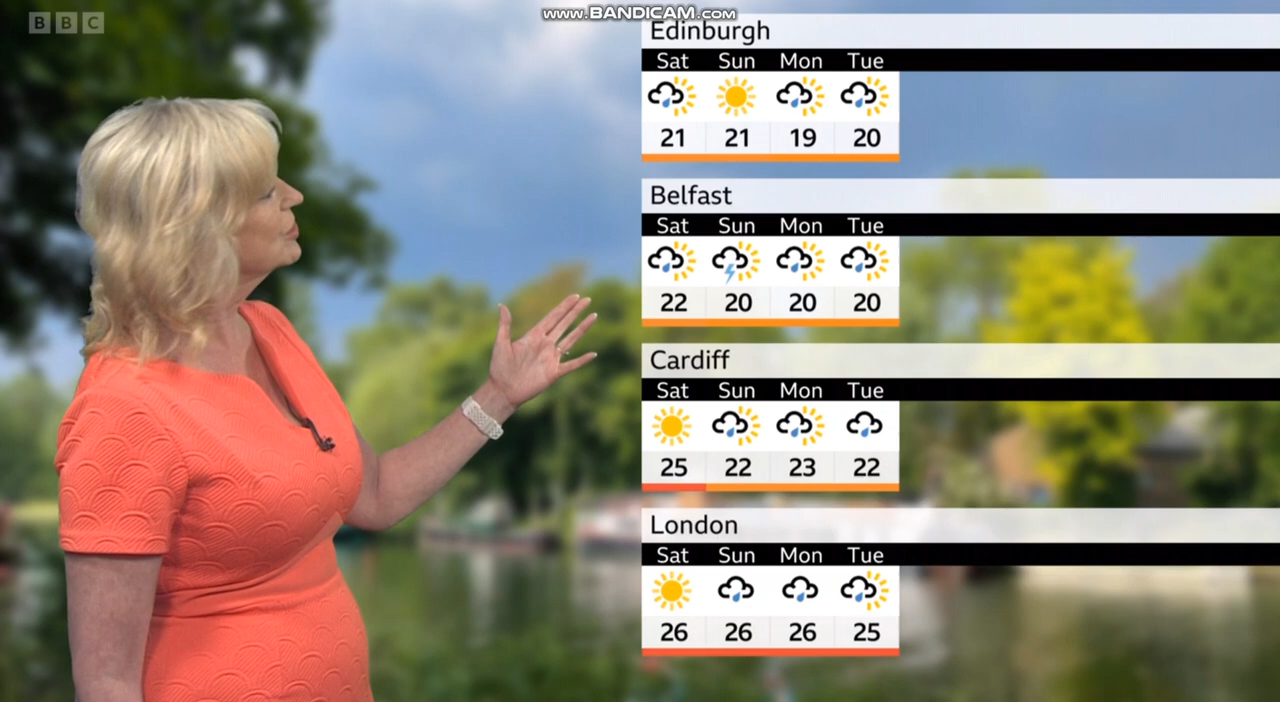 BBC
www.BANDICAM.com
Edinburgh
Sat Sun Mon Tue
21 21 19 20
Belfast
Sat Sun Mon Tue
22 20 20 20
Cardiff
Sat Sun Mon Tue
25 22 23 22
London
Sat Sun Mon Tue
26 26 26 25